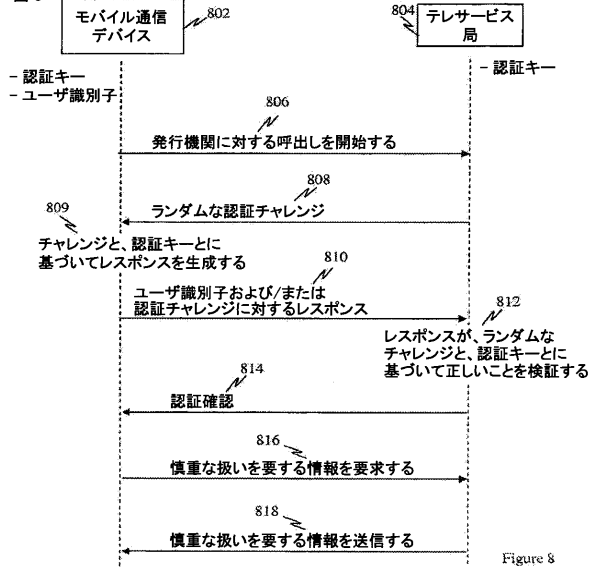 モバイル通信
デバイス
802
804
テレサービス
局
- 認証キー
- ユーザ識別子
- 認証キー
806
発行機関に対する呼出しを開始する
808
ランダムな認証チャレンジ
809
チャレンジと、認証キーとに
基づいてレスポンスを生成する
810
ユーザ識別子および/または
認証チャレンジに対するレスポンス
812
レスポンスが、ランダムな
チャレンジと、認証キーとに
基づいて正しいことを検証する
814
認証確認
816
慎重な扱いを要する情報を要求する
818
慎重な扱いを要する情報を送信する
Figure 8